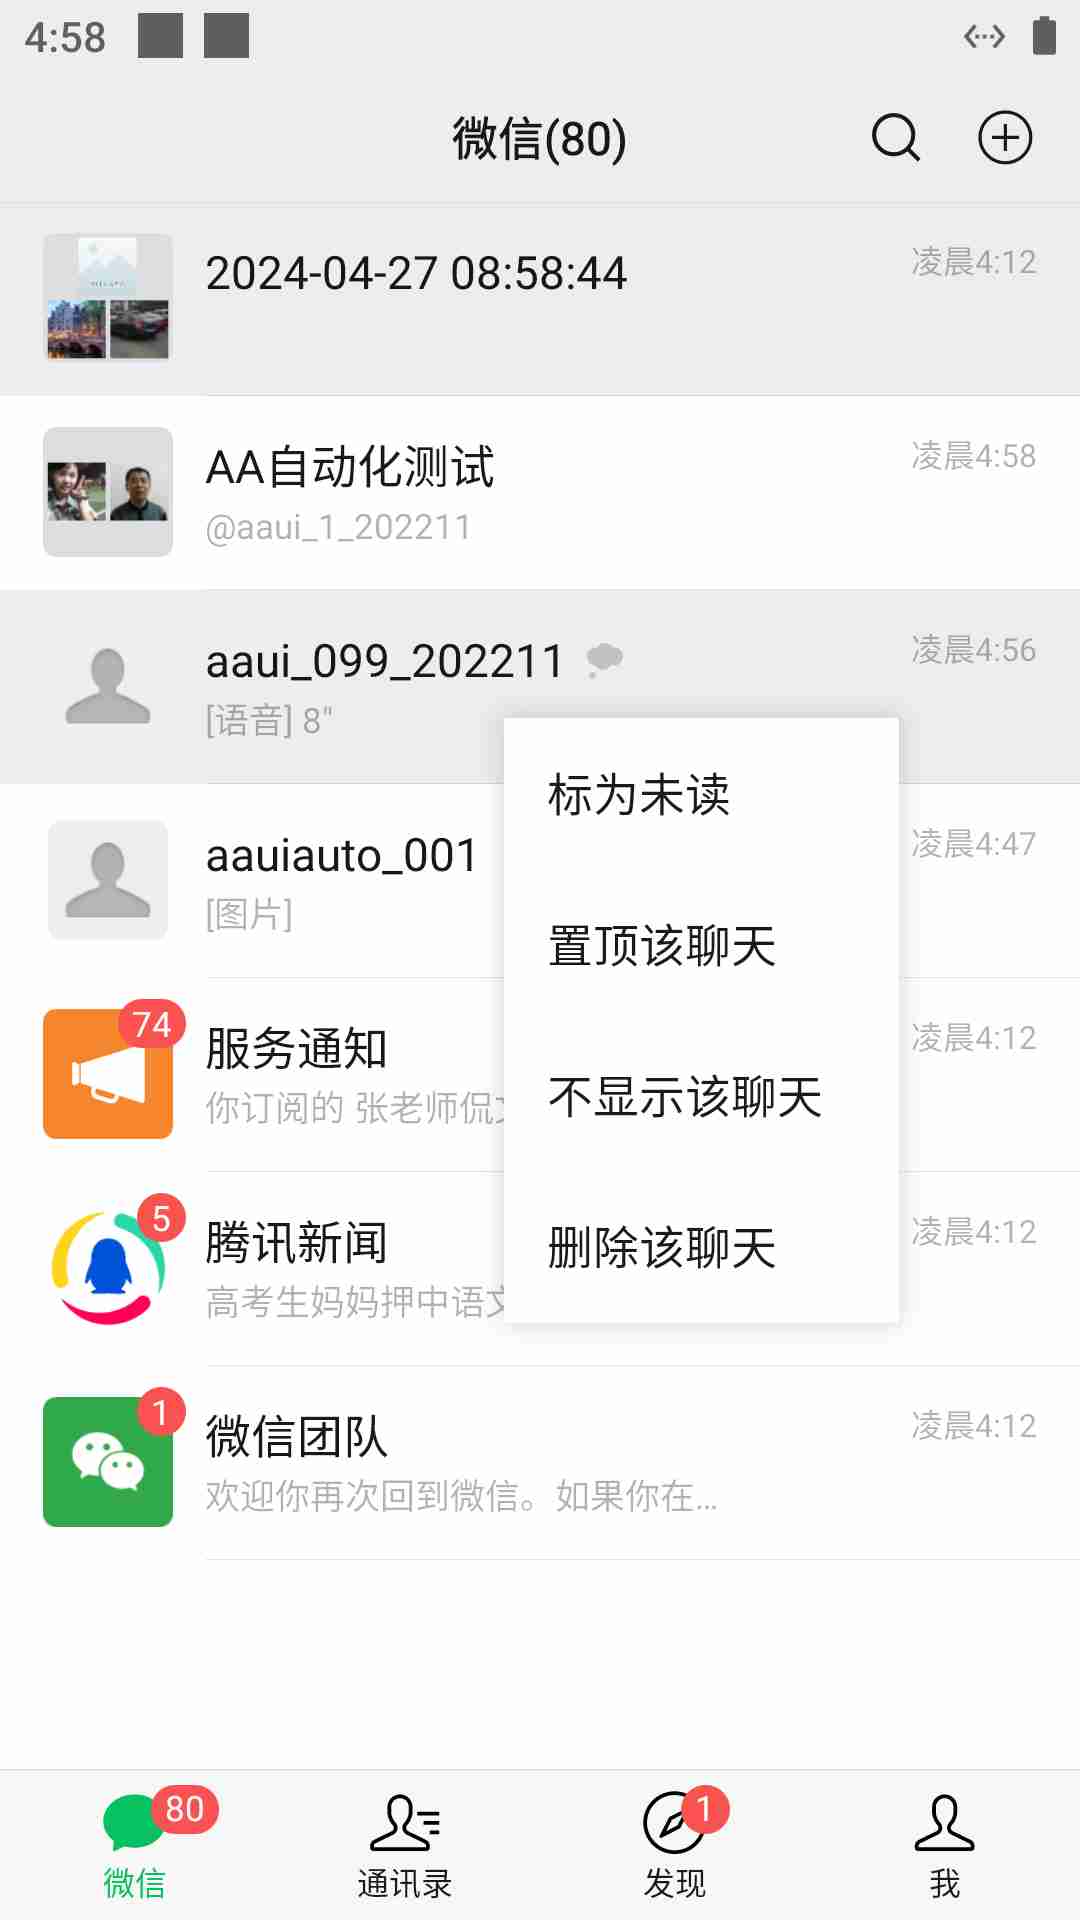 4:58
微信(80)
2024-04-27 08:58:44
凌晨4:12
AA自动化测试
凌晨4:58
@aaui_1_202211
aaui_099_202211
凌晨4:56
[语音] 8"
标为未读
aauiauto_001
凌晨4:47
[图片]
置顶该聊天
74
服务通知
凌晨4:12
你订阅的 张老师侃
不显示该聊天
5
腾讯新闻
凌晨4:12
高考生妈妈押中语文
删除该聊天
1
微信团队
凌晨4:12
欢迎你再次回到微信。如果你在...
80
微信
通讯录
1
发现
我